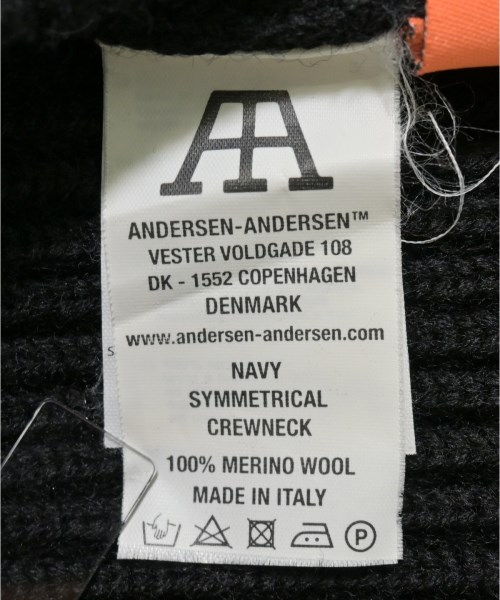 AA
ANDERSEN-ANDERSEN™
VESTER VOLDGADE 108
DK - 1552 COPENHAGEN
DENMARK
www.andersen-andersen.com
S
NAVY
SYMMETRICAL
CREWNECK
100% MERINO WOOL
MADE IN ITALY
P